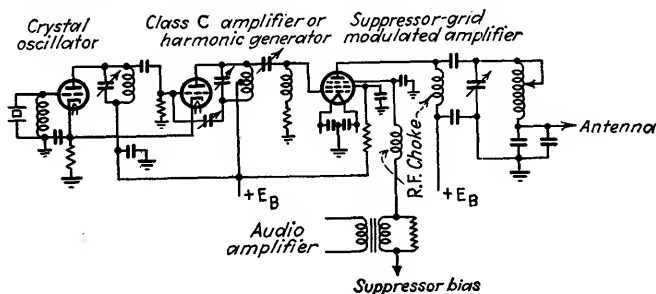 Crystal
oscillator
Class C amplifier or
harmonic generator
Suppressor-grid
modulated amplifier
Antenna
R.F. Choke
+E_B
+E_B
Audio
amplifier
Suppressor bias